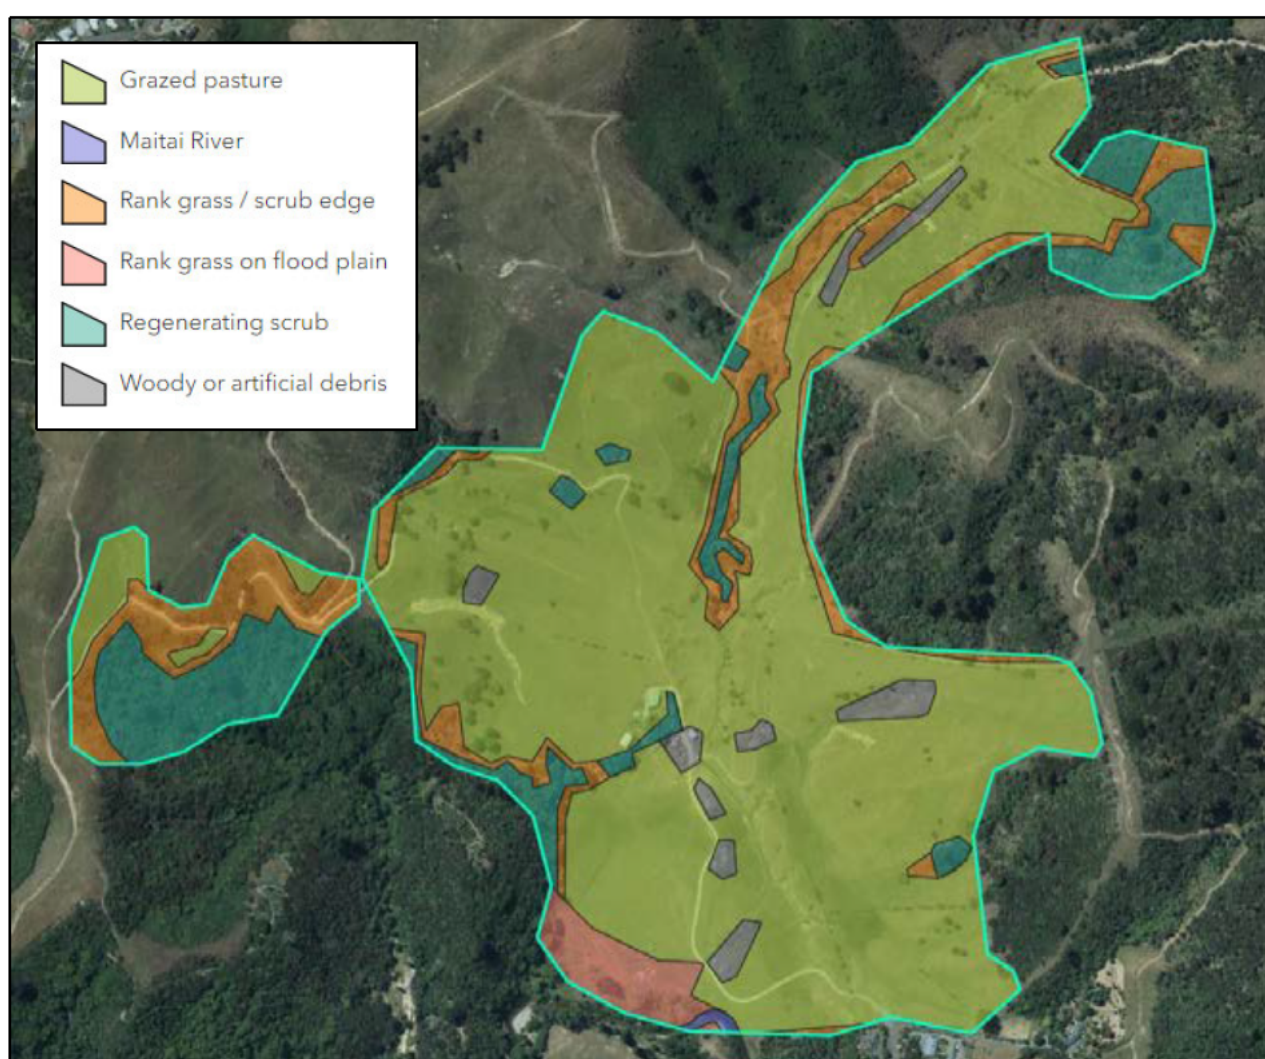 Grazed pasture
Maitai River
Rank grass / scrub edge
Rank grass on flood plain
Regenerating scrub
Woody or artificial debris